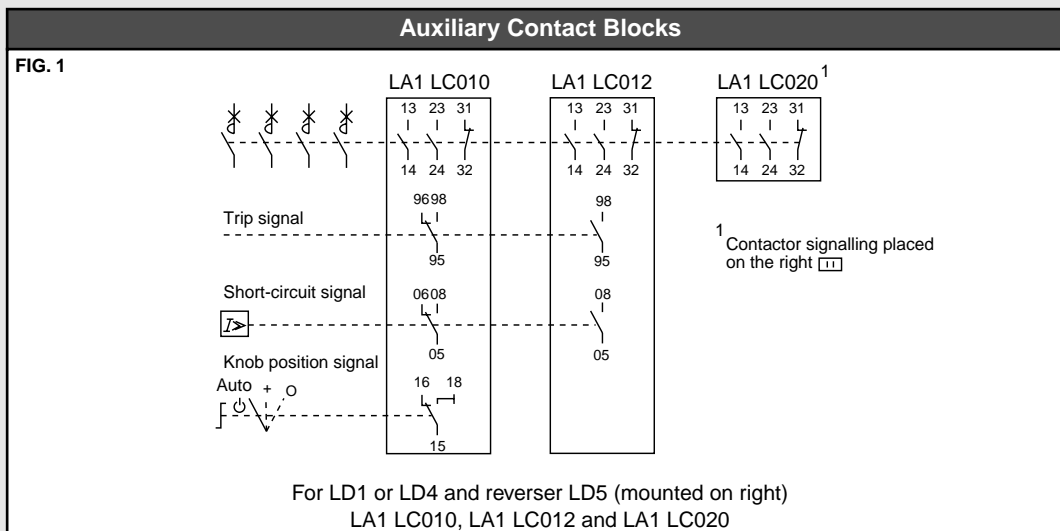 Auxiliary Contact Blocks
FIG. 1
LA1 LC010 LA1 LC012 LA1 LC020 1
13 23 31 13 23 31 13 23 31
14 24 32 14 24 32 14 24 32
96 98 98
Trip signal
95 95
1 Contactor signalling placed
on the right
Short-circuit signal
06 08 08
I>
05 05
Knob position signal
Auto + O
16 18
15
For LD1 or LD4 and reverser LD5 (mounted on right)
LA1 LC010, LA1 LC012 and LA1 LC020